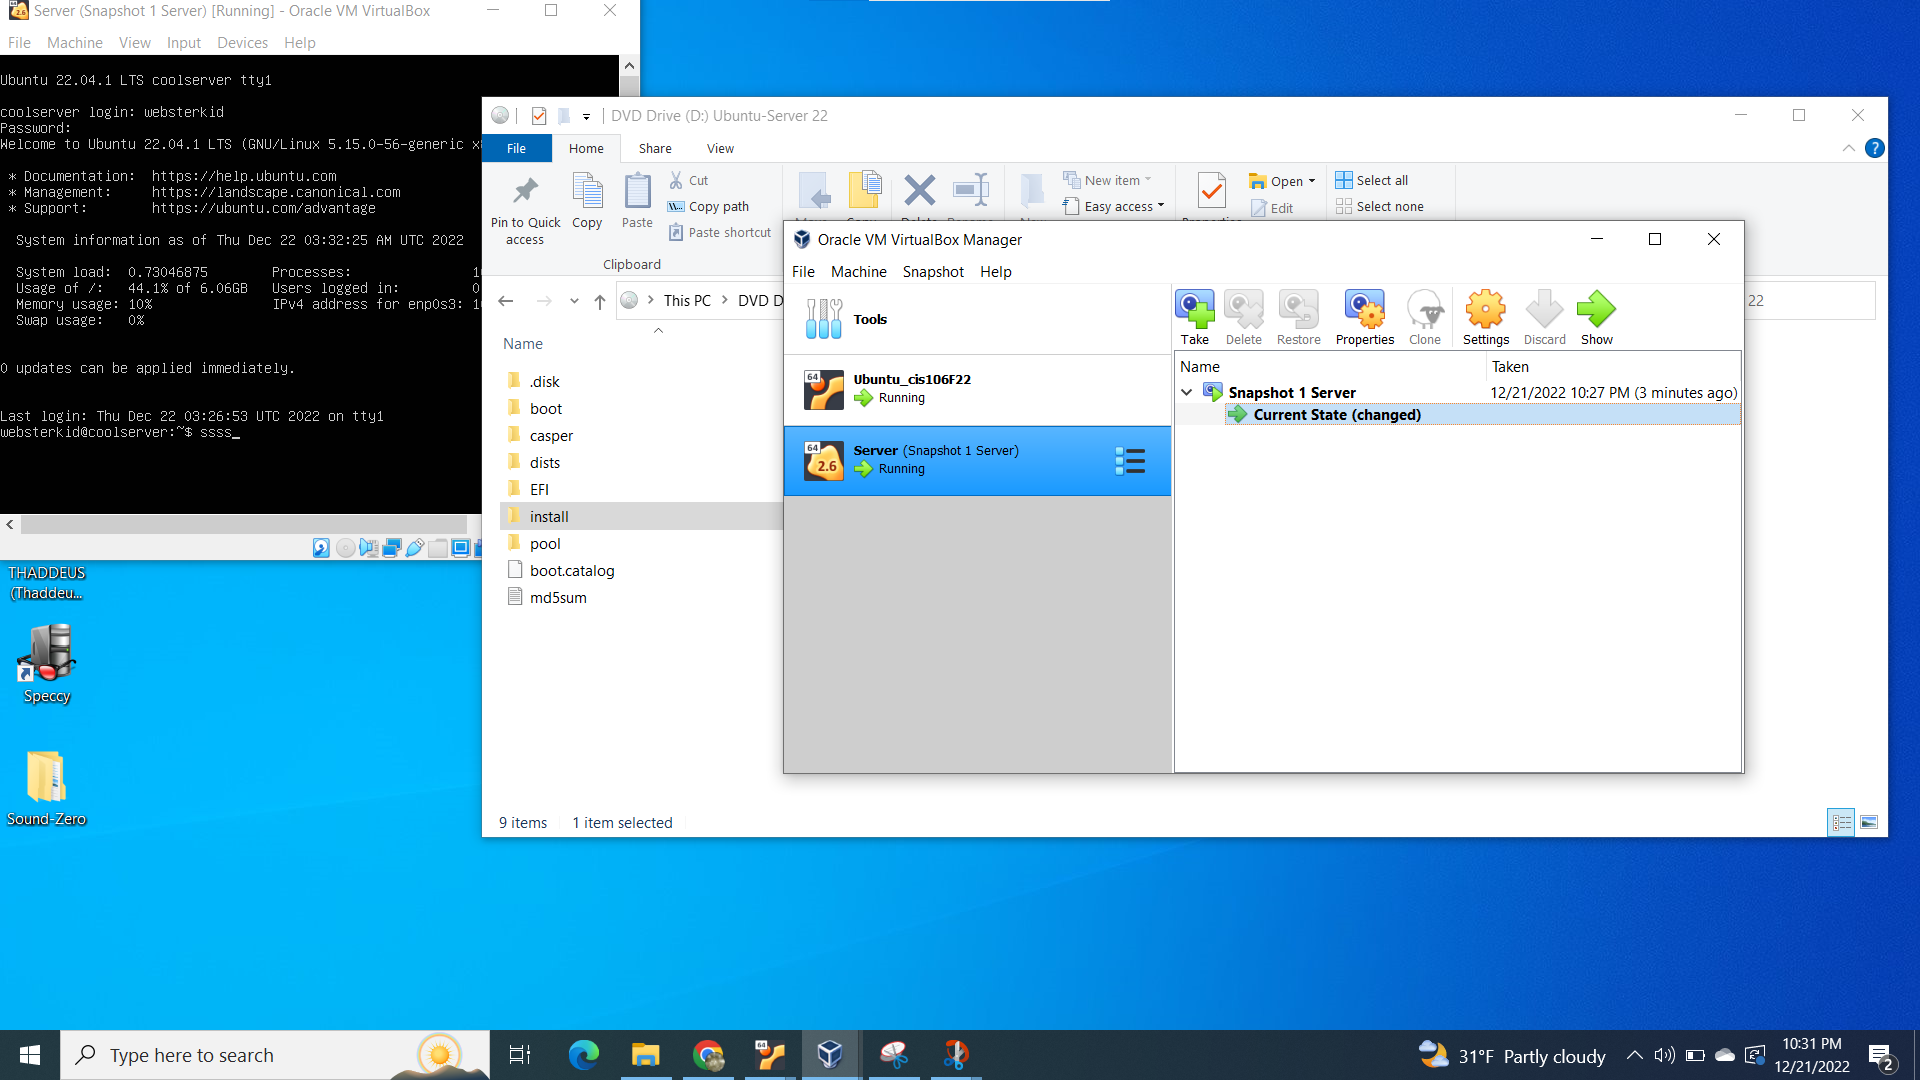 Server (Snapshot 1 Server) [Running] - Oracle VM VirtualBox
File Machine View Input Devices Help
Ubuntu 22.04.1 LTS coolserver tty1
coolserver login: websterkid
Password:
Welcome to Ubuntu 22.04.1 LTS (GNU/Linux 5.15.0-56-generic
* Documentation: https://help.ubuntu.com
* Management: https://landscape.canonical.com
* Support: https://ubuntu.com/advantage
System information as of Thu Dec 22 03:32:25 AM UTC 2022
System load: 0.73046875 Processes:
Usage of /: 44.1% of 6.06GB Users logged in: 0
Memory usage: 10% IPv4 address for enp0s3:
Swap usage: 0%
0 updates can be applied immediately.
Last login: Thu Dec 22 03:26:53 UTC 2022 on tty1
websterkid@coolserver:~$ ssss_
THADDEUS
(Thaddeu...
Speccy
Sound-Zero
DVD Drive (D:) Ubuntu-Server 22
File Home Share View
Pin to Quick access
Copy
Paste
Cut
Copy path
Paste shortcut
Clipboard
New item
Easy access
Open
Edit
Select all
Select none
This PC > DVD D
22
Name
.disk
boot
casper
dists
EFI
install
pool
boot.catalog
md5sum
9 items 1 item selected
Oracle VM VirtualBox Manager
File Machine Snapshot Help
Tools
64
Ubuntu_cis106F22
Running
64
2.6
Server (Snapshot 1 Server)
Running
Take Delete Restore Properties Clone Settings Discard Show
Name Taken
Snapshot 1 Server 12/21/2022 10:27 PM (3 minutes ago)
Current State (changed)
Type here to search
31°F Partly cloudy
10:31 PM
12/21/2022
2